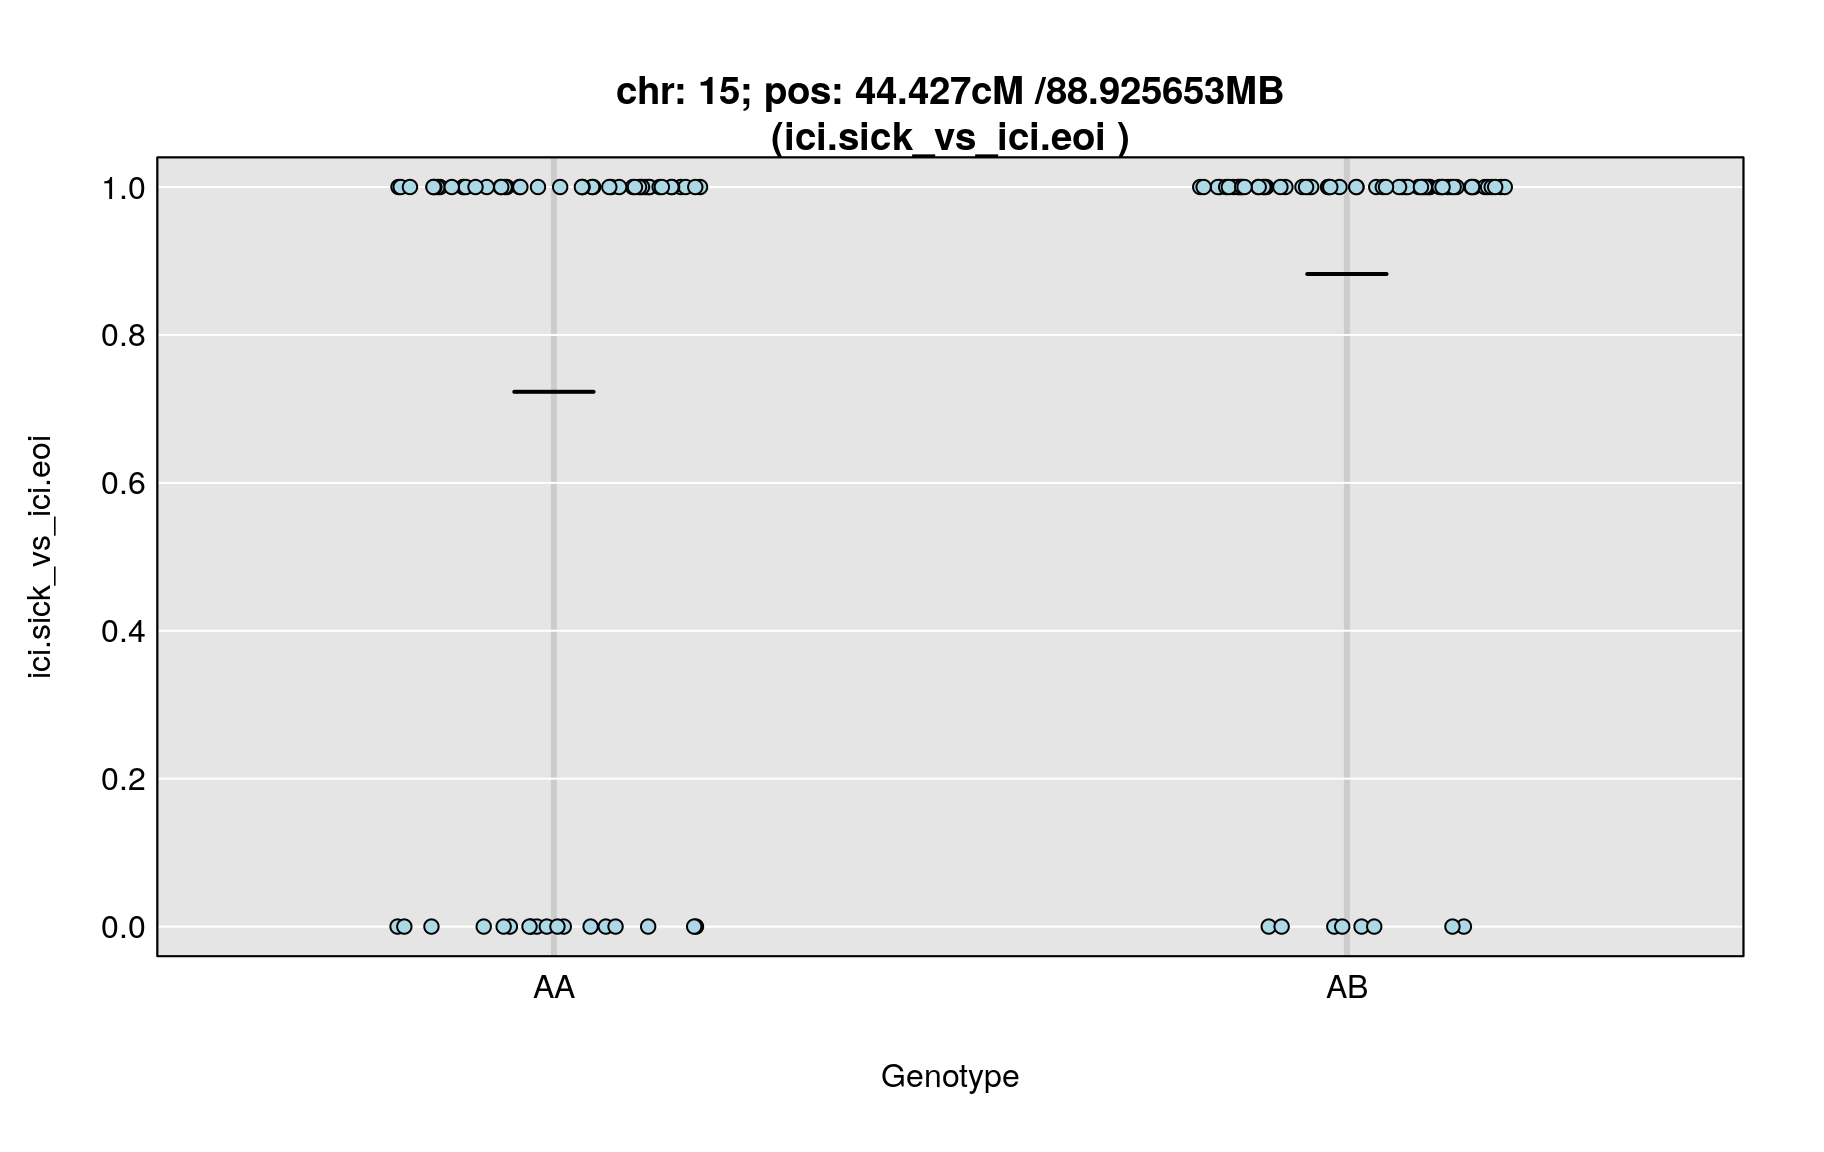 chr: 15; pos: 44.427cM /88.925653MB
(ici.sick_vs_ici.eoi )
ici.sick_vs_ici.eoi
1.0
0.8
0.6
0.4
0.2
0.0
AA AB
Genotype